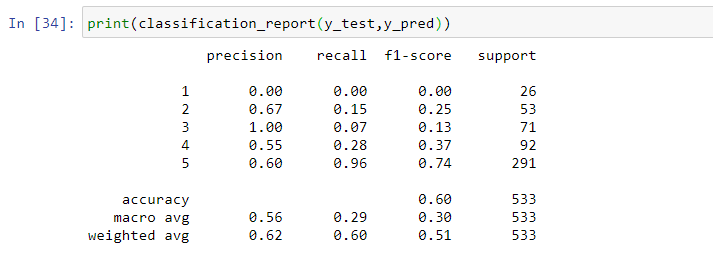 In [34]: print(classification_report(y_test,y_pred))
precision recall f1-score support
1 0.00 0.00 0.00 26
2 0.67 0.15 0.25 53
3 1.00 0.07 0.13 71
4 0.55 0.28 0.37 92
5 0.60 0.96 0.74 291
accuracy 0.60 533
macro avg 0.56 0.29 0.30 533
weighted avg 0.62 0.60 0.51 533